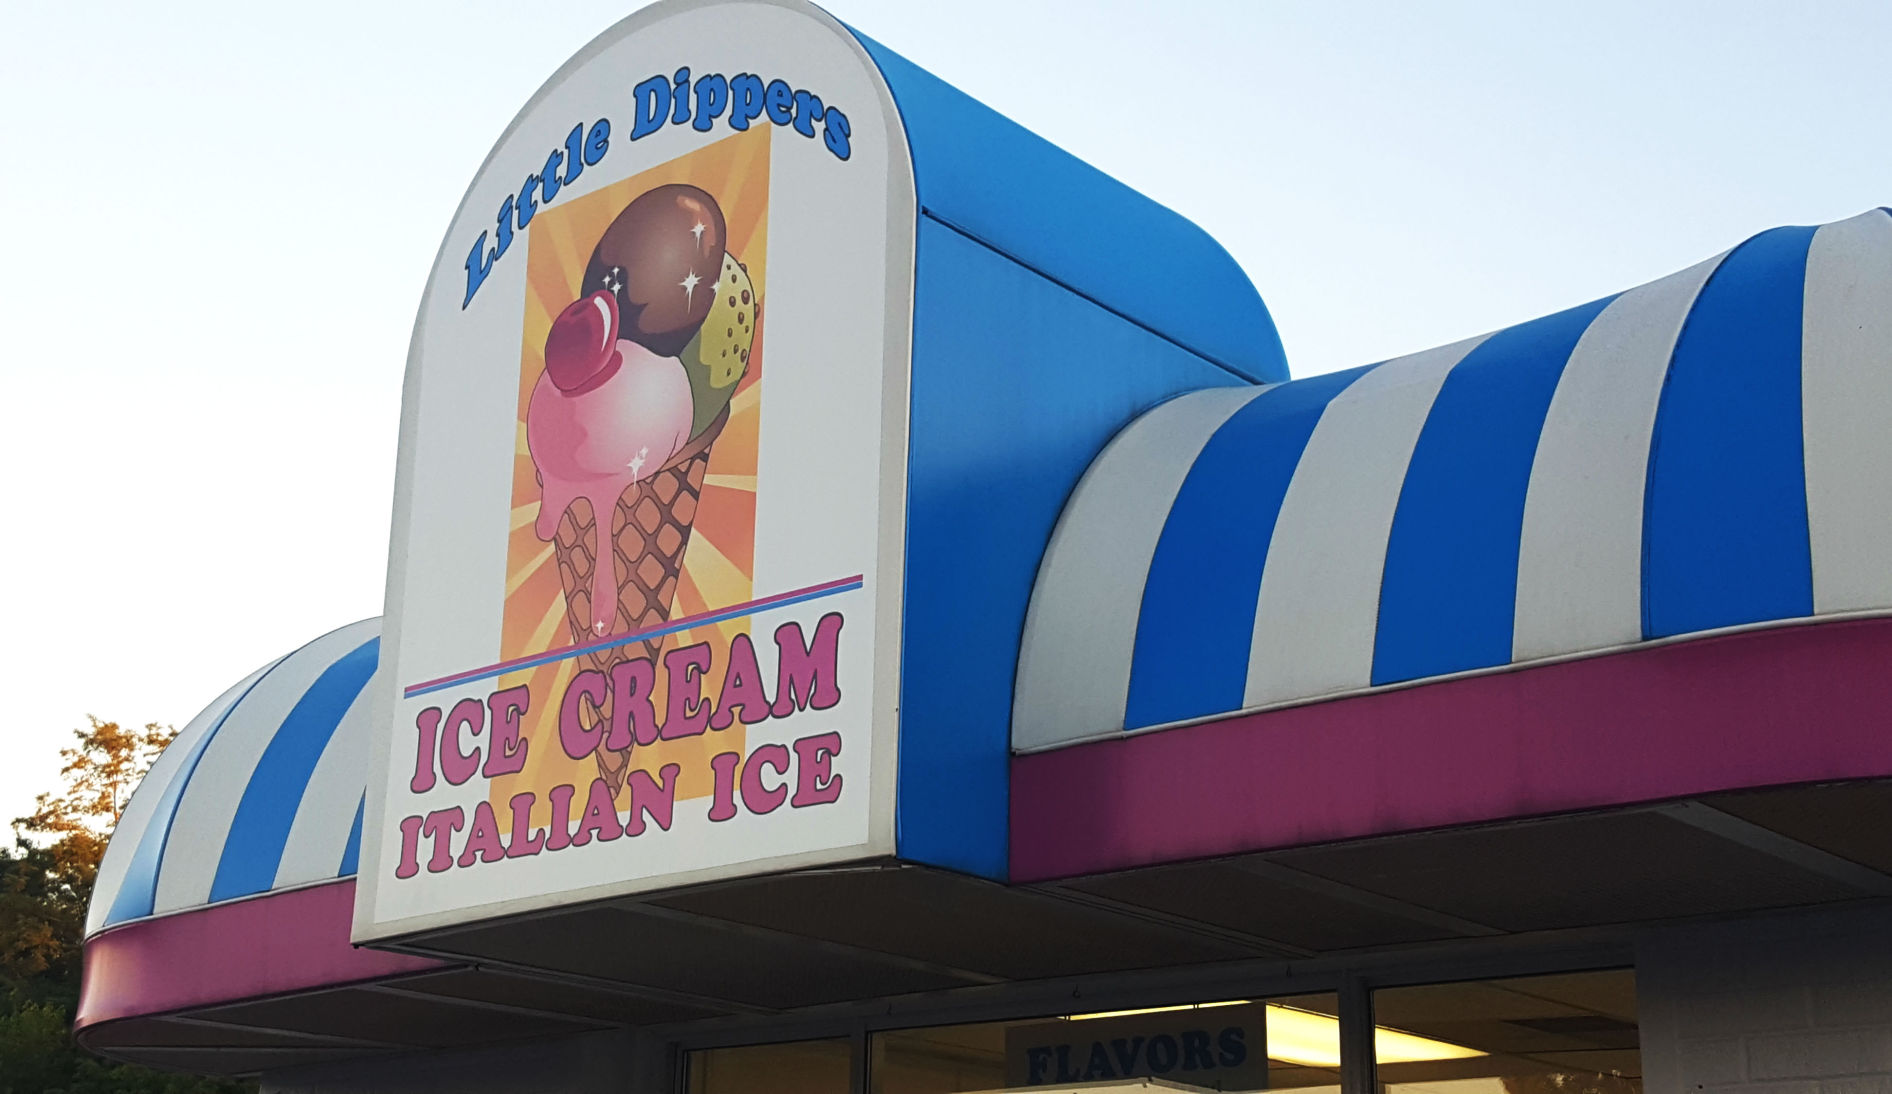 Little Dippers
ICE CREAM
ITALIAN ICE
FLAVORS